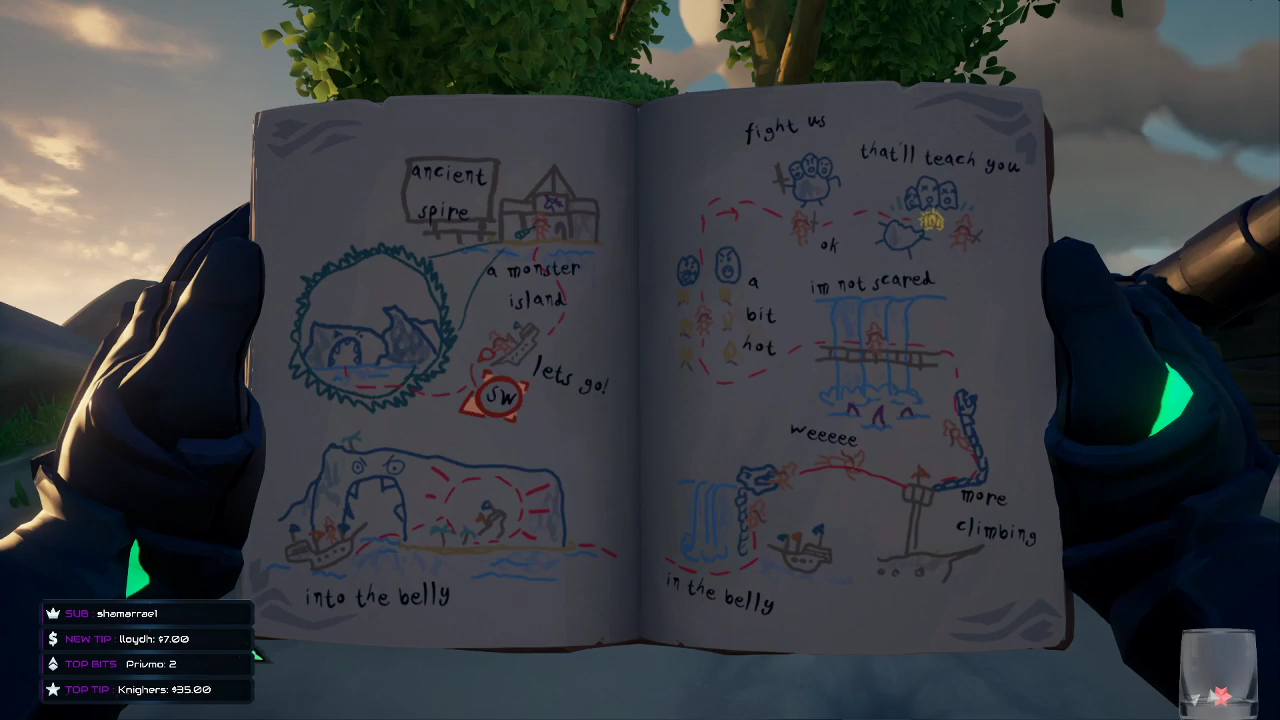 ancient
spire
a monster
island
lets go!
SW
into the belly
fight us
that'll teach you
ok
a
bit
hot
im not scared
weeeee
more
climbing
in the belly
SUB : shamarrae1
NEW TIP : lloydh: $7.00
TOP BITS : Privmo: 2
TOP TIP : Knighers: $35.00